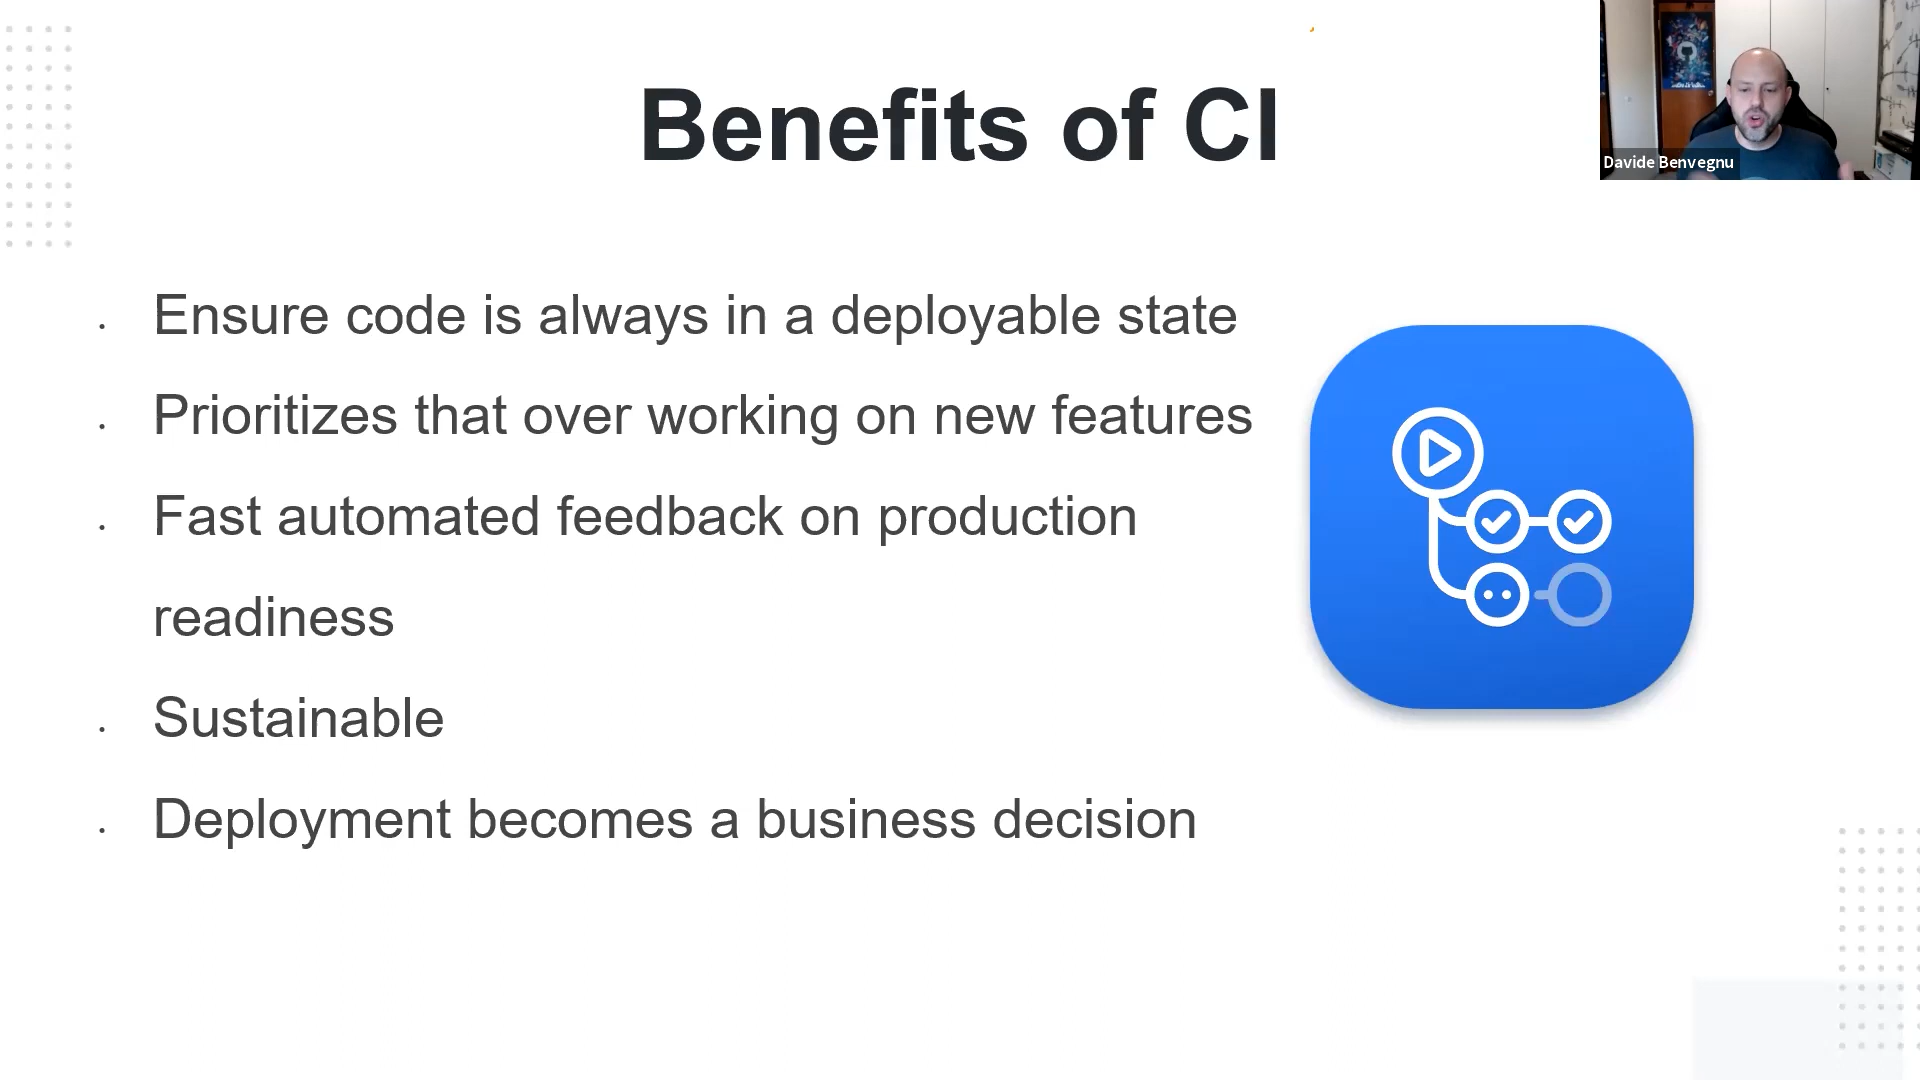 Benefits of CI
Davide Benvegnu
Ensure code is always in a deployable state
Prioritizes that over working on new features
Fast automated feedback on production
readiness
Sustainable
Deployment becomes a business decision